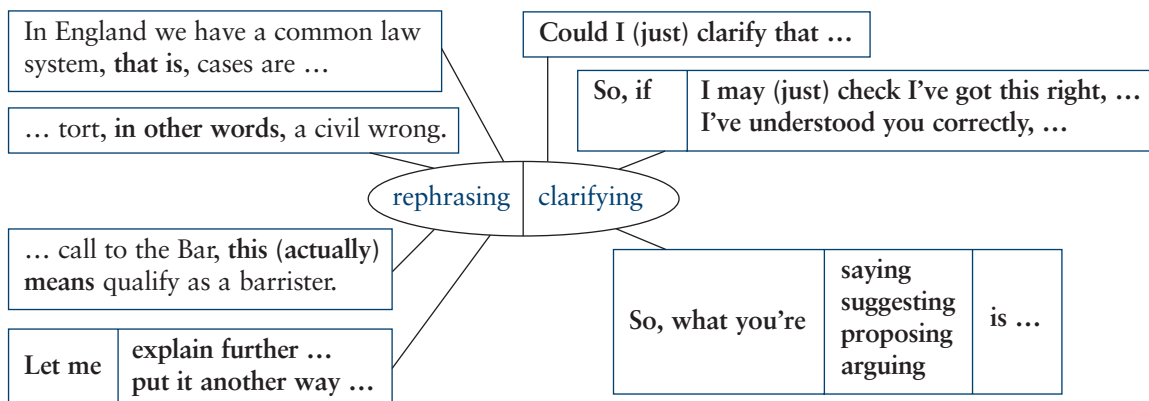 In England we have a common law
system, that is, cases are …
… tort, in other words, a civil wrong.
Could I (just) clarify that …
So, if
I may (just) check I've got this right, …
I've understood you correctly, …
rephrasing
clarifying
… call to the Bar, this (actually)
means qualify as a barrister.
Let me
explain further …
put it another way …
So, what you're
saying
suggesting
proposing
arguing
is …